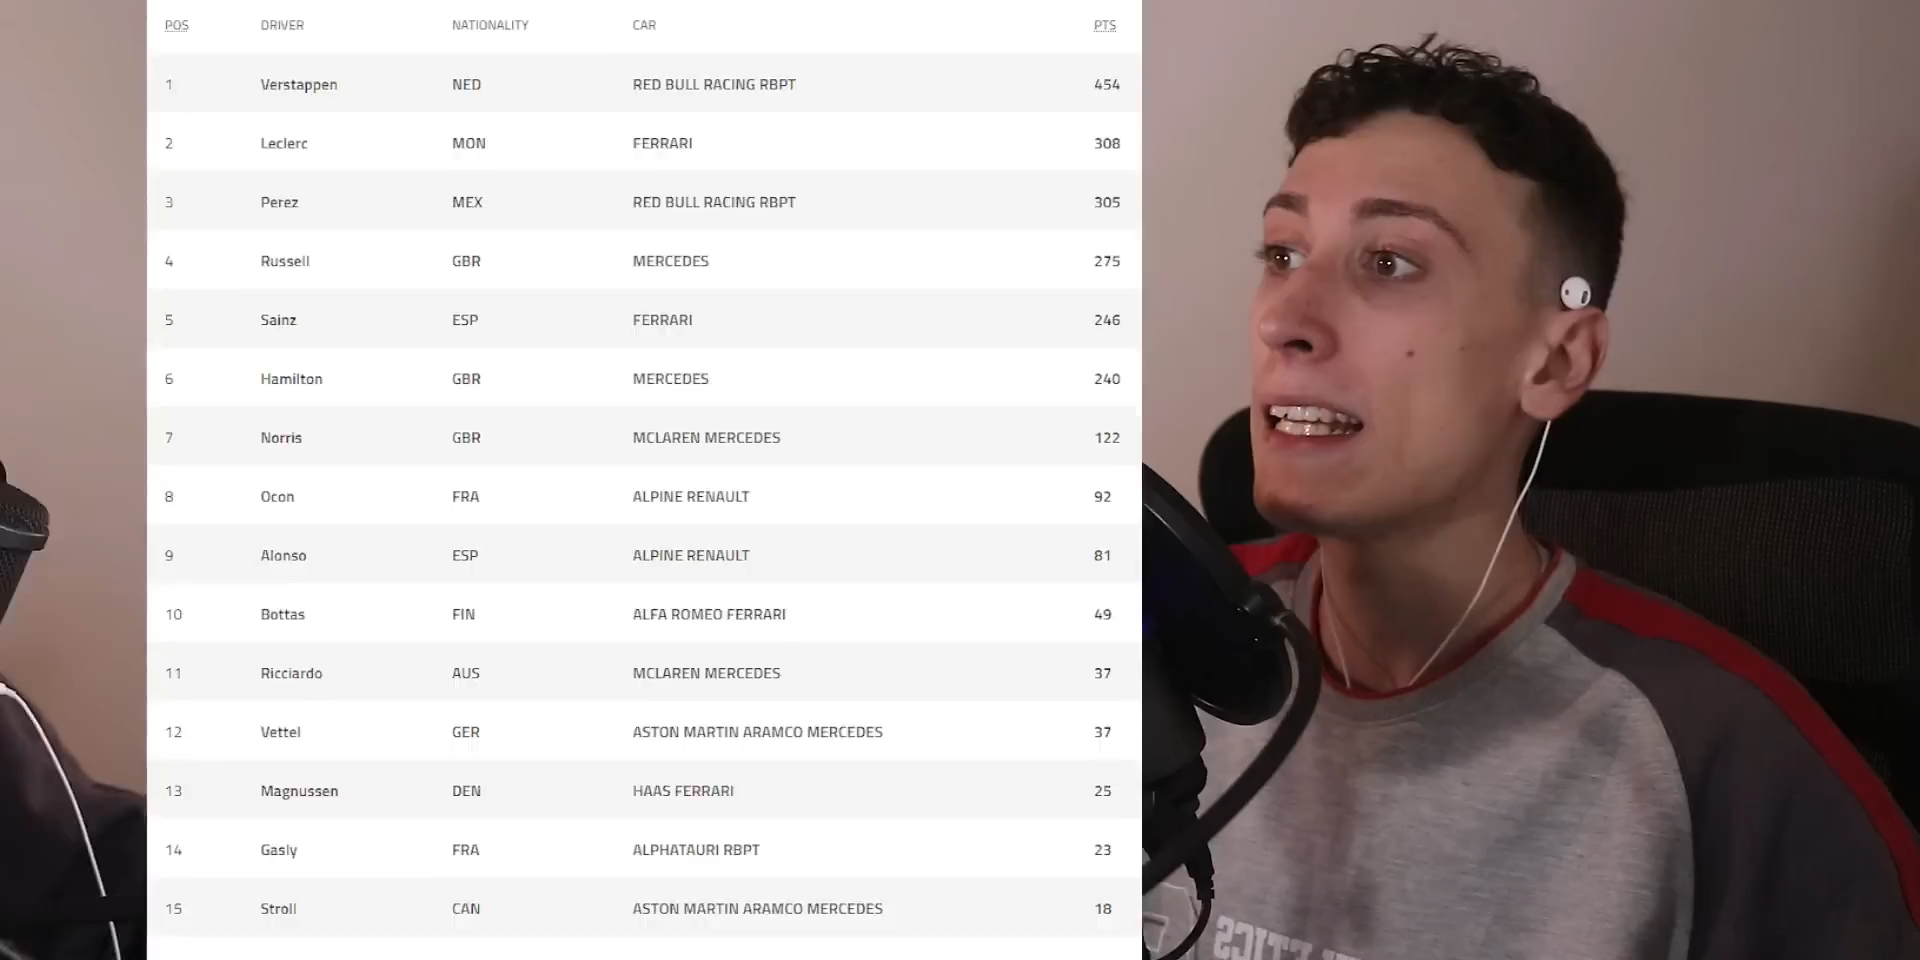 POS DRIVER NATIONALITY CAR PTS
1 Verstappen NED RED BULL RACING RBPT 454
2 Leclerc MON FERRARI 308
3 Perez MEX RED BULL RACING RBPT 305
4 Russell GBR MERCEDES 275
5 Sainz ESP FERRARI 246
6 Hamilton GBR MERCEDES 240
7 Norris GBR MCLAREN MERCEDES 122
8 Ocon FRA ALPINE RENAULT 92
9 Alonso ESP ALPINE RENAULT 81
10 Bottas FIN ALFA ROMEO FERRARI 49
11 Ricciardo AUS MCLAREN MERCEDES 37
12 Vettel GER ASTON MARTIN ARAMCO MERCEDES 37
13 Magnussen DEN HAAS FERRARI 25
14 Gasly FRA ALPHATAURI RBPT 23
15 Stroll CAN ASTON MARTIN ARAMCO MERCEDES 18